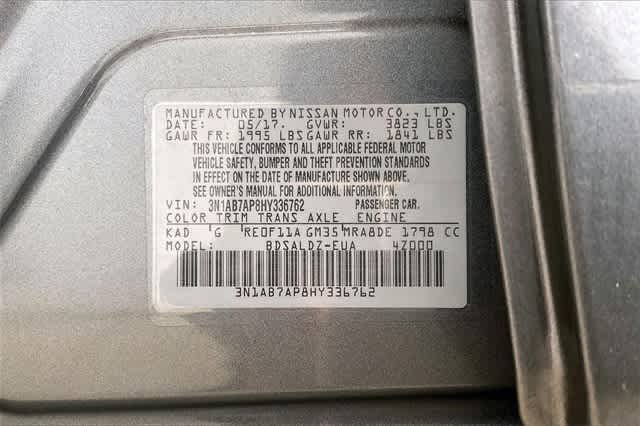 MANUFACTURED BY NISSAN MOTOR CO., LTD.
DATE: 05/17. GVWR: 3823 LBS
GAWR FR: 1995 LBS GAWR RR: 1841 LBS
THIS VEHICLE CONFORMS TO ALL APPLICABLE FEDERAL MOTOR
VEHICLE SAFETY, BUMPER AND THEFT PREVENTION STANDARDS
IN EFFECT ON THE DATE OF MANUFACTURE SHOWN ABOVE.
SEE OWNER'S MANUAL FOR ADDITIONAL INFORMATION.
VIN: 3N1AB7AP8HY336762 PASSENGER CAR.
COLOR TRIM TRANS AXLE ENGINE
KAD G RE0F11A GM35 MRA8DE 1798 CC
MODEL: BDSALDZ-EUA 4Z000
3N1AB7AP8HY336762